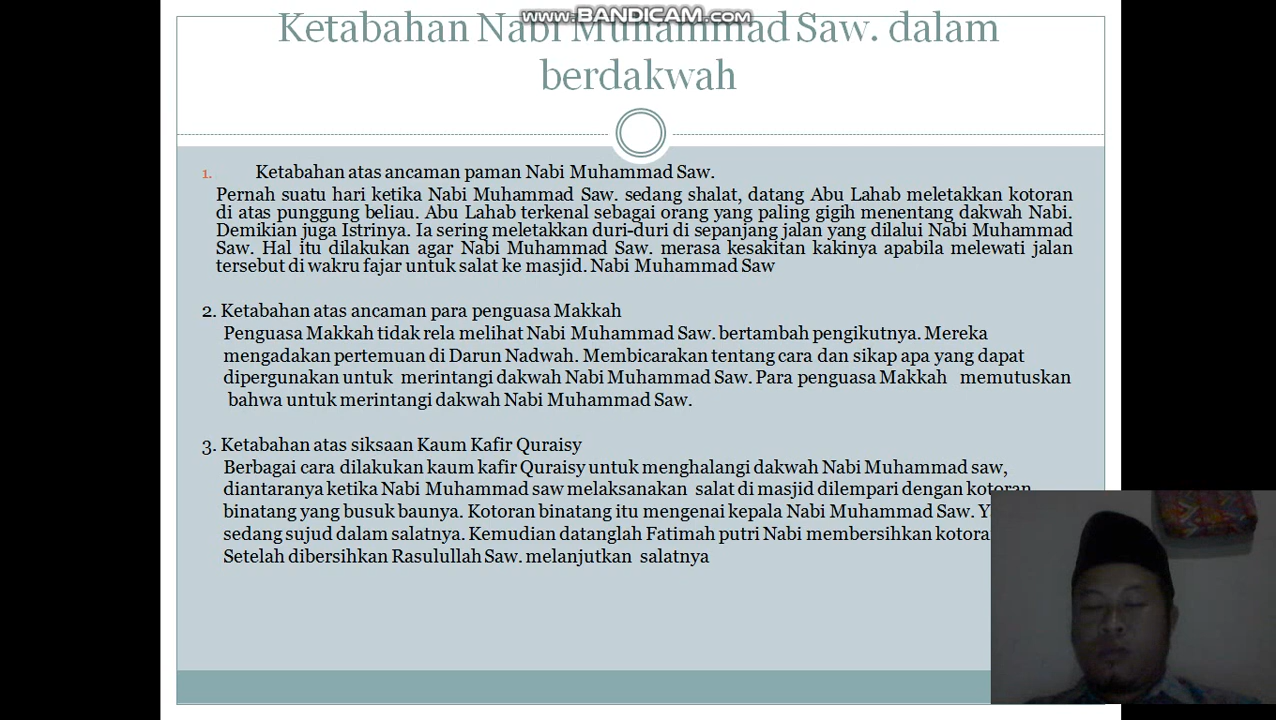 www.BANDICAM.com
Ketabahan Nabi Muhammad Saw. dalam
berdakwah
1. Ketabahan atas ancaman paman Nabi Muhammad Saw.
Pernah suatu hari ketika Nabi Muhammad Saw. sedang shalat, datang Abu Lahab meletakkan kotoran
di atas punggung beliau. Abu Lahab terkenal sebagai orang yang paling gigih menentang dakwah Nabi.
Demikian juga Istrinya. Ia sering meletakkan duri-duri di sepanjang jalan yang dilalui Nabi Muhammad
Saw. Hal itu dilakukan agar Nabi Muhammad Saw. merasa kesakitan kakinya apabila melewati jalan
tersebut di wakru fajar untuk salat ke masjid. Nabi Muhammad Saw
2. Ketabahan atas ancaman para penguasa Makkah
Penguasa Makkah tidak rela melihat Nabi Muhammad Saw. bertambah pengikutnya. Mereka
mengadakan pertemuan di Darun Nadwah. Membicarakan tentang cara dan sikap apa yang dapat
dipergunakan untuk merintangi dakwah Nabi Muhammad Saw. Para penguasa Makkah memutuskan
bahwa untuk merintangi dakwah Nabi Muhammad Saw.
3. Ketabahan atas siksaan Kaum Kafir Quraisy
Berbagai cara dilakukan kaum kafir Quraisy untuk menghalangi dakwah Nabi Muhammad saw,
diantaranya ketika Nabi Muhammad saw melaksanakan salat di masjid dilempari dengan kotoran
binatang yang busuk baunya. Kotoran binatang itu mengenai kepala Nabi Muhammad Saw.
sedang sujud dalam salatnya. Kemudian datanglah Fatimah putri Nabi membersihkan
Setelah dibersihkan Rasulullah Saw. melanjutkan salatnya